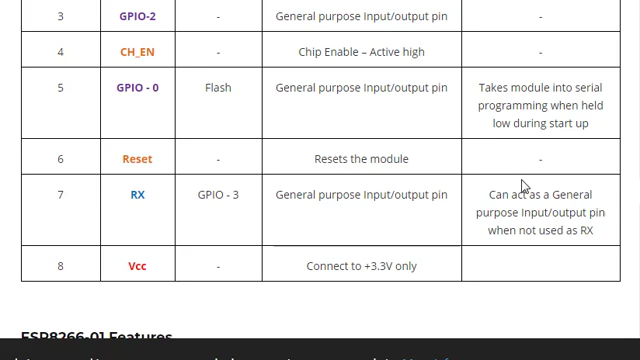 3 GPIO-2 - General purpose Input/output pin -
4 CH_EN - Chip Enable – Active high -
5 GPIO - 0 Flash General purpose Input/output pin Takes module into serial
programming when held
low during start up
6 Reset - Resets the module -
7 RX GPIO - 3 General purpose Input/output pin Can act as a General
purpose Input/output pin
when not used as RX
8 Vcc - Connect to +3.3V only
ESP8266-01 Features